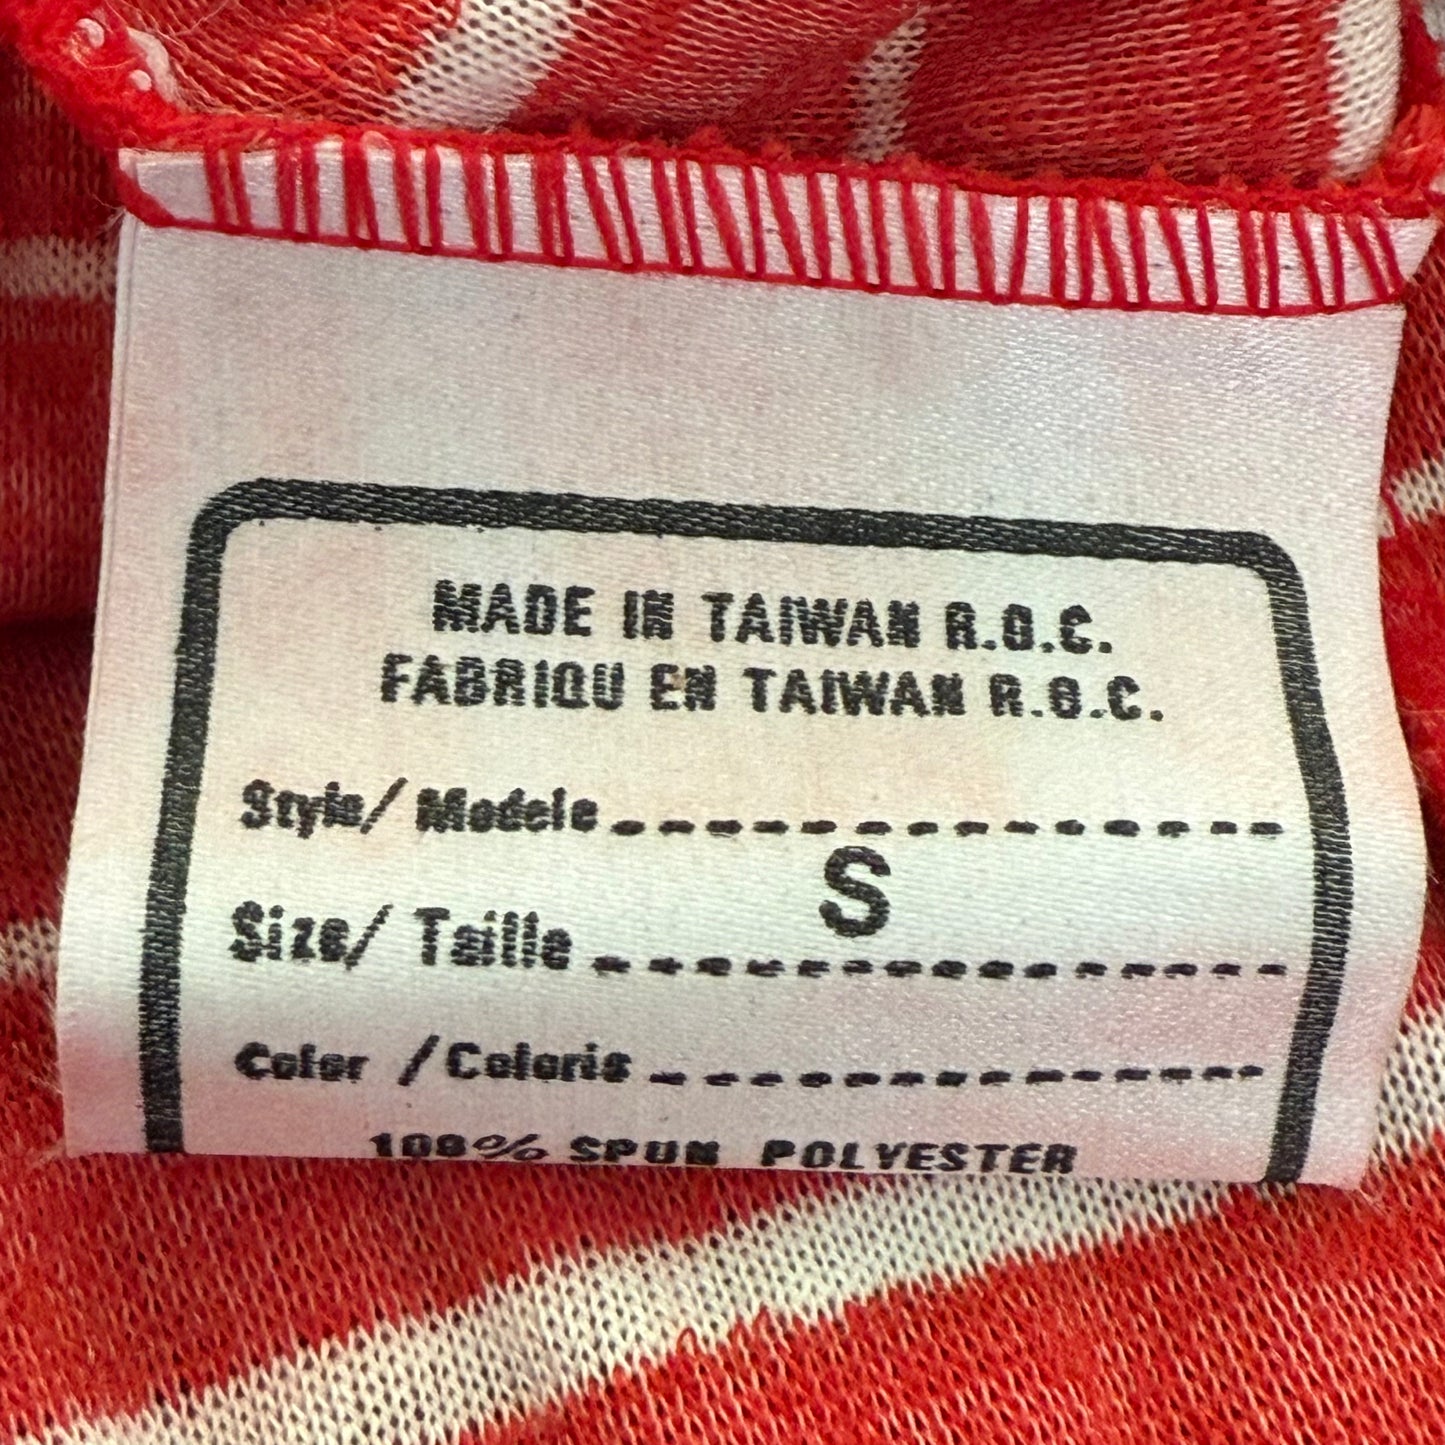 MADE IN TAIWAN R.O.C.
FABRIQU EN TAIWAN R.O.C.
Style/ Modele
S
Size/ Taille
Color /Coloris
100% SPUN POLYESTER